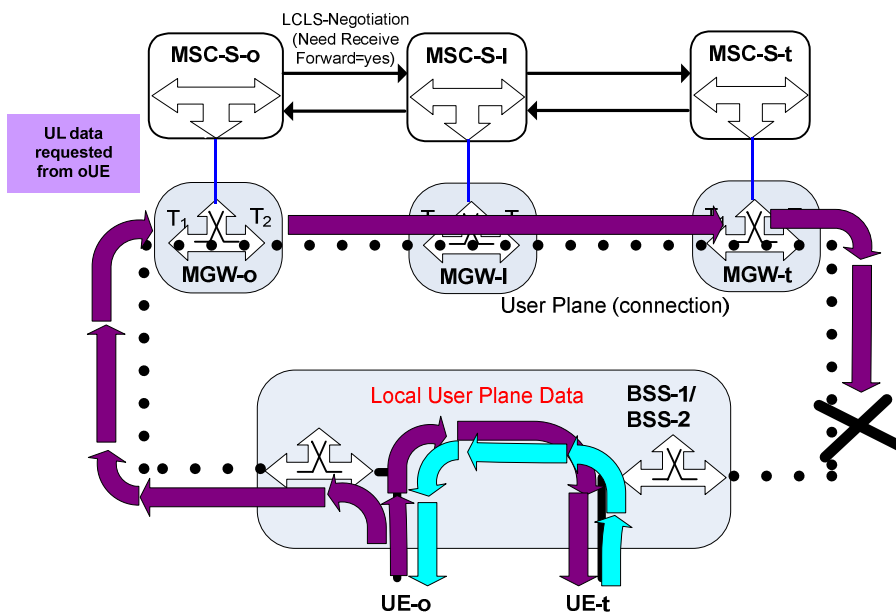 LCLS-Negotiation
(Need Receive
Forward=yes)
MSC-S-o
MSC-S-I
MSC-S-t
UL data
requested
from oUE
T1
T2
T
T
MGW-o
MGW-I
MGW-t
User Plane (connection)
Local User Plane Data
BSS-1/
BSS-2
UE-o
UE-t